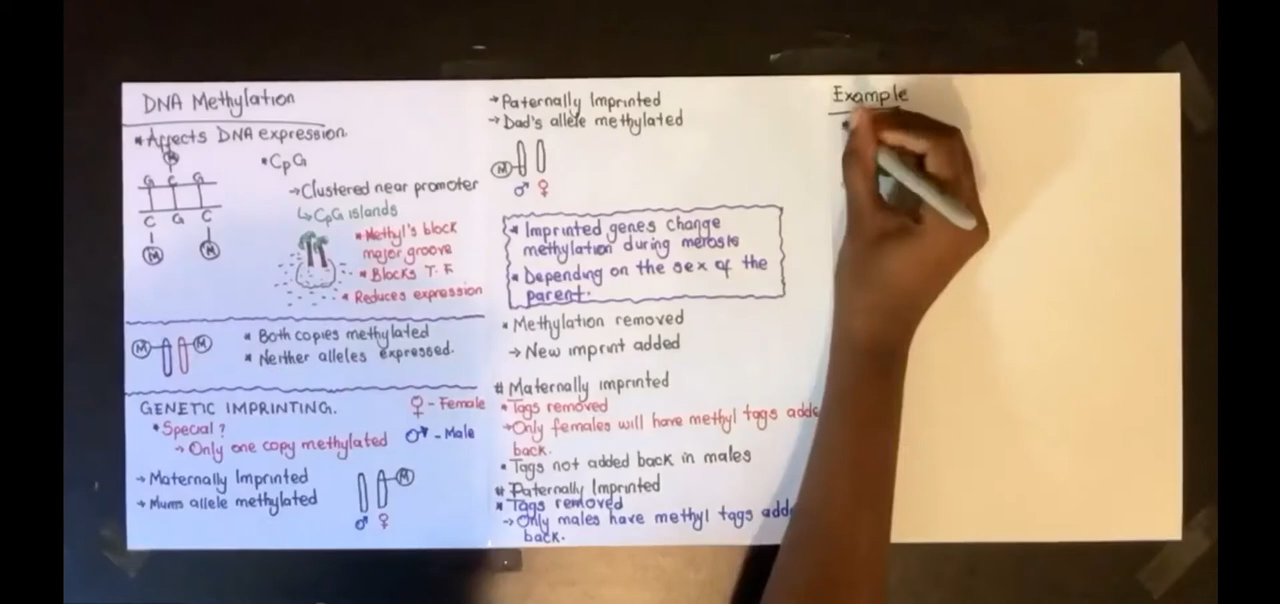 DNA Methylation
* Affects DNA expression
M
G C G
C G C
M M
* CpG
→ Clustered near promoter
↳ CpG islands
* Methyl's block
major groove
* Blocks T.F
* Reduces expression
M M
* Both copies methylated
* Neither alleles expressed.
GENETIC IMPRINTING.
* Special?
→ Only one copy methylated
♀ - Female
♂ - Male
→ Maternally Imprinted
→ Mum allele methylated
M
♂ ♀
→ Paternally Imprinted
→ Dad's allele methylated
M
♂ ♀
* Imprinted genes change
methylation during meiosis
* Depending on the sex of the
parent.
* Methylation removed
→ New imprint added
# Maternally imprinted
* Tags removed
→ Only females will have methyl tags adde
back.
* Tags not added back in males
# Paternally Imprinted
* Tags removed
→ Only males have methyl tags adde
back.
Example
*